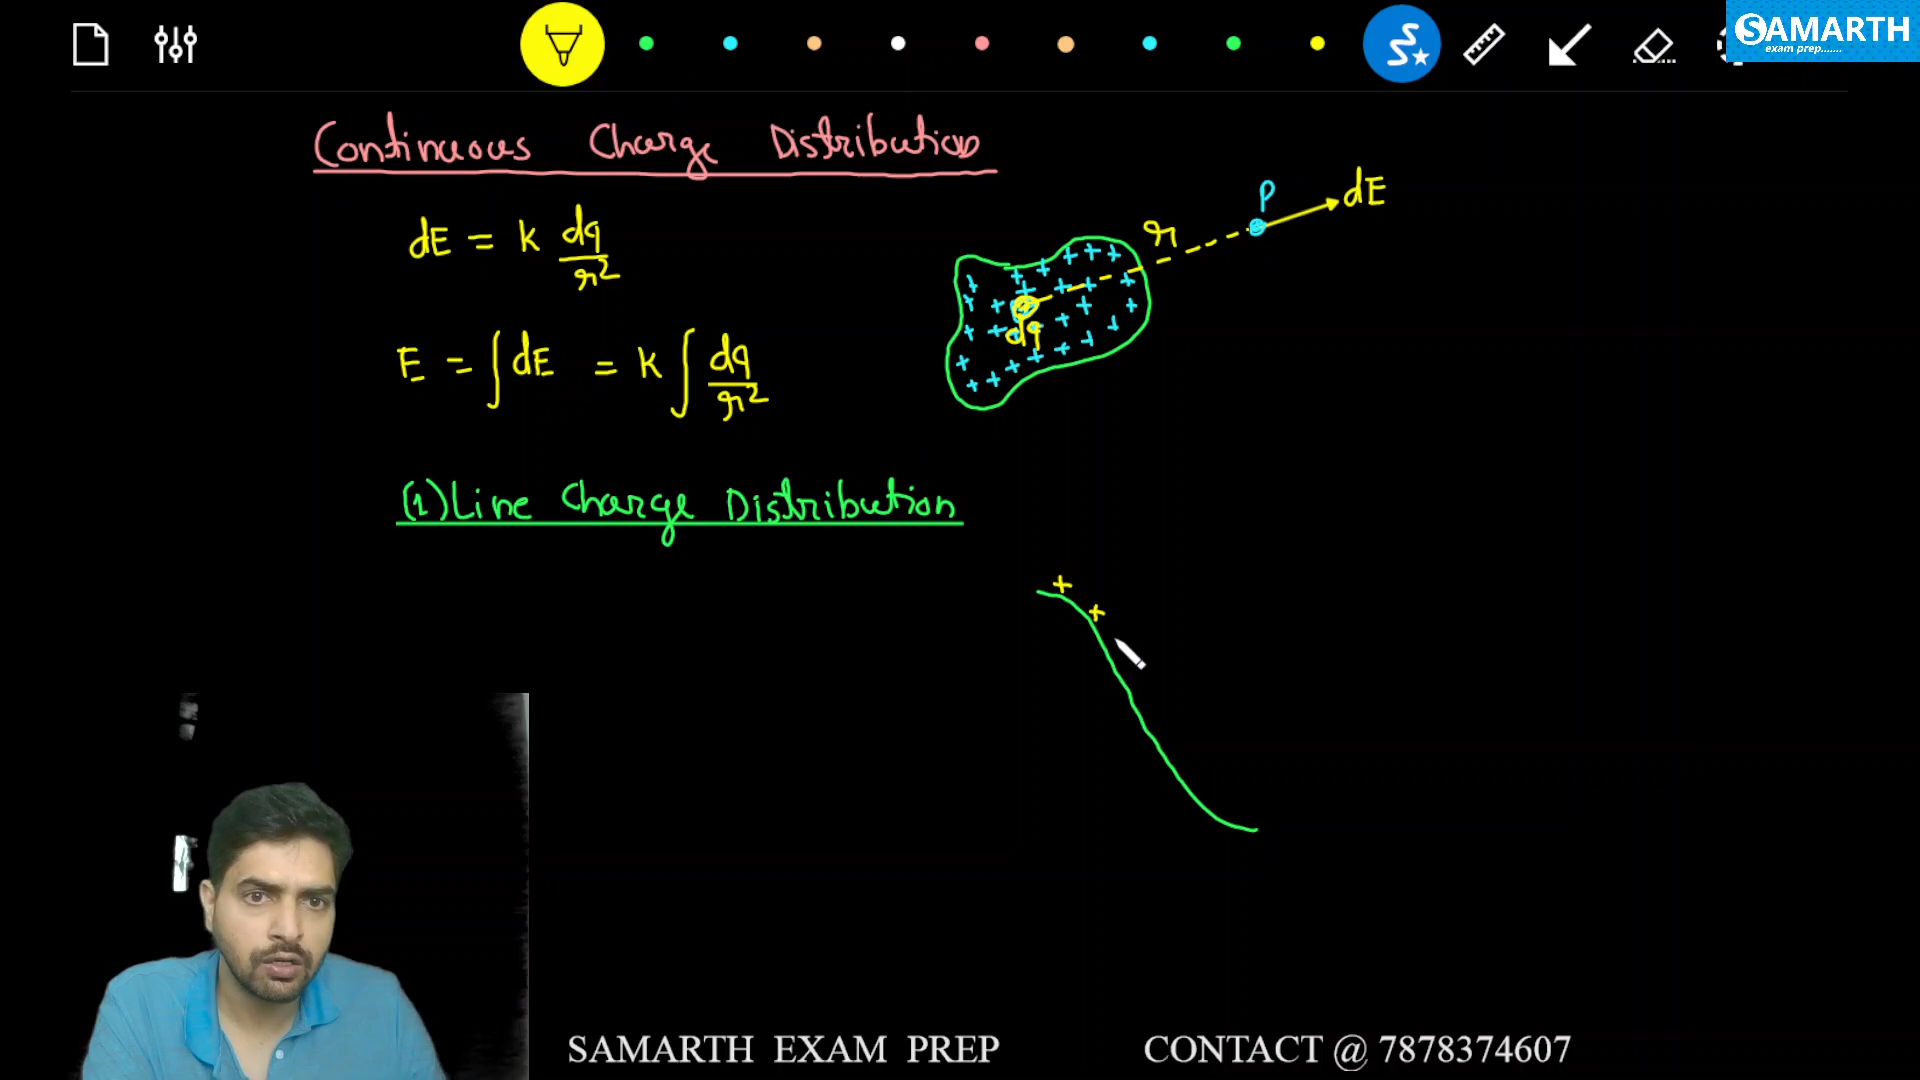 SAMARTH
exam prep.......
Continuous Charge Distribution
dE = k dq/r²
P
dE
r
+ + + + + + + + + + + + + + + + + + + + + + + + + + + +
dq
E = ∫ dE = k ∫ dq/r²
(1) Line Charge Distribution
+
+
SAMARTH EXAM PREP CONTACT @ 7878374607